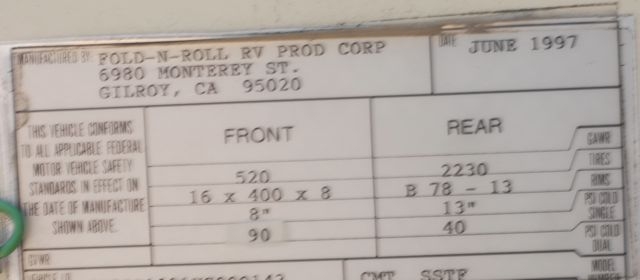 MANUFACTURED BY: FOLD-N-ROLL RV PROD CORP
6980 MONTEREY ST.
GILROY, CA 95020
DATE JUNE 1997
THIS VEHICLE CONFORMS
TO ALL APPLICABLE FEDERAL
MOTOR VEHICLE SAFETY
STANDARDS IN EFFECT ON
THE DATE OF MANUFACTURE
SHOWN ABOVE.
FRONT REAR
520 2230 GAWR
16 x 400 x 8 B 78 - 13 TIRES
8" 13" RIMS
90 40 PSI COLD
SINGLE
PSI COLD
DUAL
GVWR
MODEL